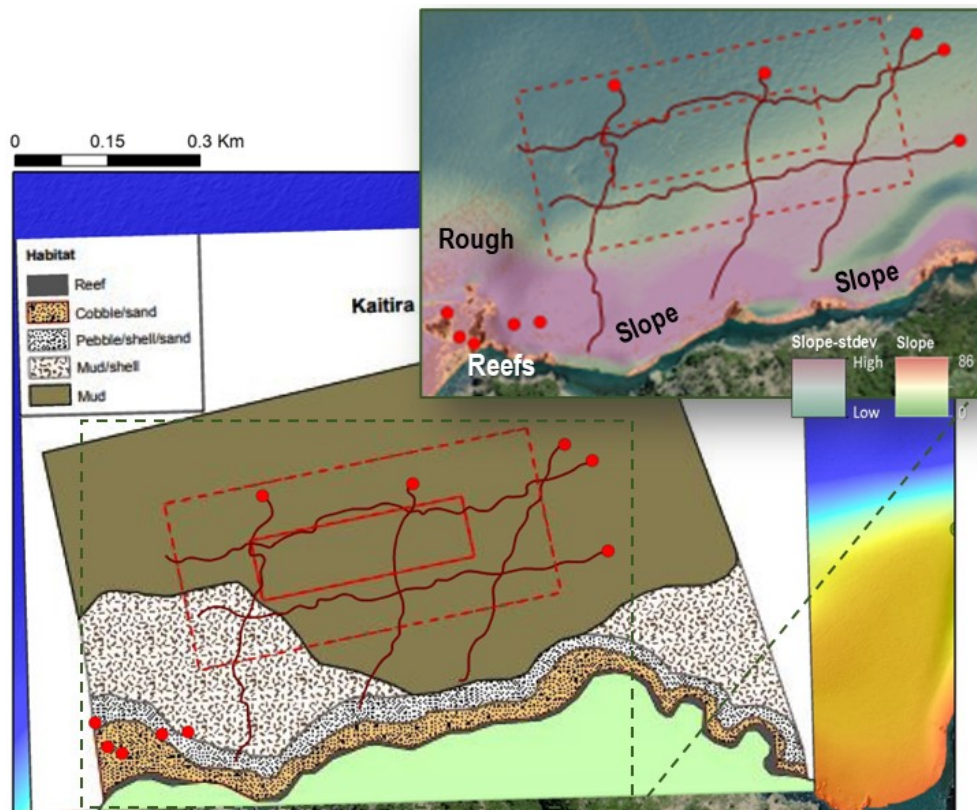 0 0.15 0.3 Km
Habitat
Reef
Cobble/sand
Pebble/shell/sand
Mud/shell
Mud
Kaitira
Rough
Reefs
Slope
Slope
Slope-stdev
High
Low
Slope
86
0